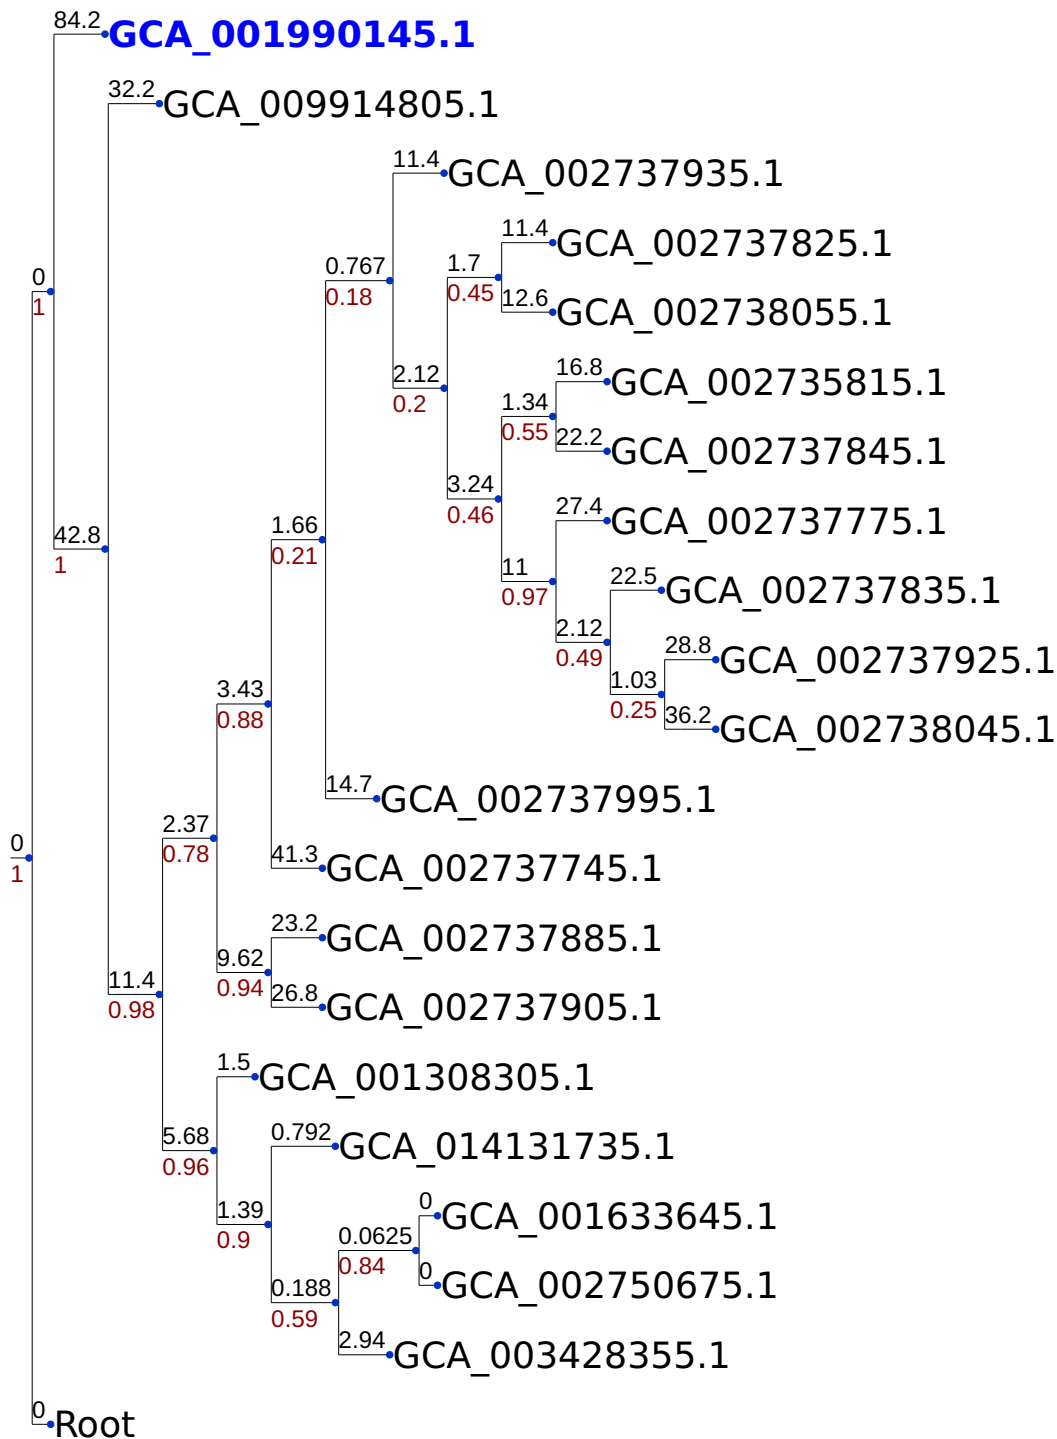 84.2 GCA_001990145.1
32.2 GCA_009914805.1
11.4 GCA_002737935.1
11.4 GCA_002737825.1
1.7
0.767
0
0.45
0.18
1
12.6 GCA_002738055.1
16.8 GCA_002735815.1
2.12
0.2
1.34
0.55
22.2 GCA_002737845.1
3.24
0.46
27.4 GCA_002737775.1
1.66
42.8
0.21
1
11
0.97
22.5 GCA_002737835.1
2.12
0.49
28.8 GCA_002737925.1
1.03
3.43
0.25
0.88
36.2 GCA_002738045.1
14.7 GCA_002737995.1
2.37
0
0.78
41.3 GCA_002737745.1
1
23.2 GCA_002737885.1
9.62
11.4
0.94
26.8 GCA_002737905.1
0.98
1.5 GCA_001308305.1
5.68
0.792 GCA_014131735.1
0.96
1.39
0 GCA_001633645.1
0.9
0.0625
0.84
0 GCA_002750675.1
0.188
0.59
2.94 GCA_003428355.1
0 Root